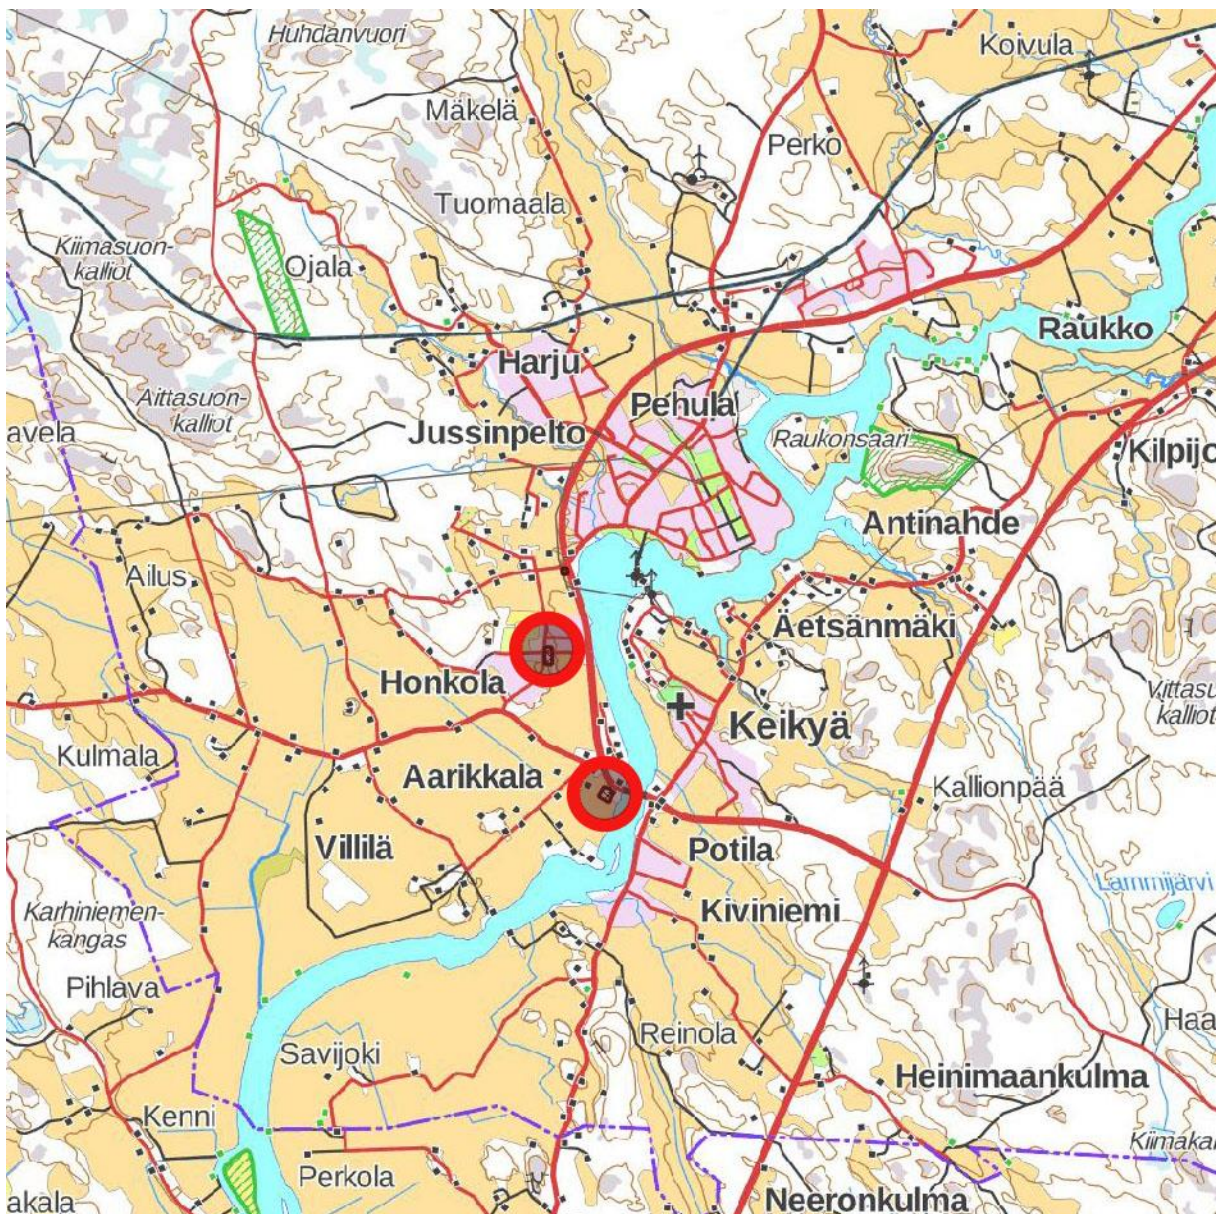 Huhdanvuori
Koivula
Mäkelä
Perko
Tuomaala
Kiimasuon-
kalliot
Ojala
Raukko
Harju
Aittasuon-
kalliot
Pehula
avela
Jussinpelto
Raukonsaari
Kilpijo
Antinahde
Ailus
Äetsänmäki
Honkola
Vittasu
kalliot
Keikyä
Kulmala
Aarikkala
Kallionpää
Villilä
Potila
Lammijärvi
Karhiniemen-
kangas
Kiviniemi
Pihlava
Reinola
Haa
Savijoki
Heinimaankulma
Kenni
Kiimakal
Perkola
akala
Neeronkulma